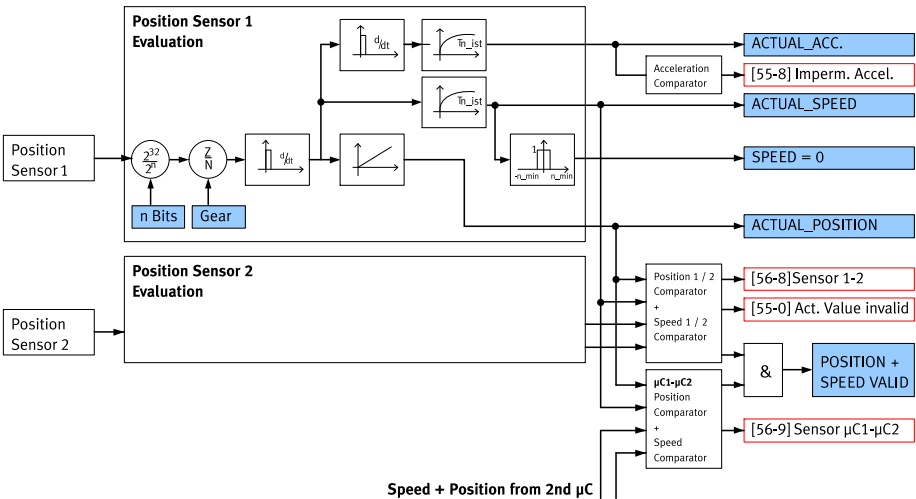 Position Sensor 1
Evaluation
d/dt
Tn_ist
ACTUAL_ACC.
Acceleration
Comparator
[55-8] Imperm. Accel.
Tn_ist
ACTUAL_SPEED
Position
Sensor 1
2^32
2^n
Z
N
d/dt
1
-n_min
n_min
SPEED = 0
n Bits
Gear
ACTUAL_POSITION
Position Sensor 2
Evaluation
Position 1 / 2
Comparator
+
Speed 1 / 2
Comparator
[56-8]Sensor 1-2
[55-0] Act. Value invalid
Position
Sensor 2
&
POSITION +
SPEED VALID
µC1-µC2
Position
Comparator
+
Speed
Comparator
[56-9] Sensor µC1-µC2
Speed + Position from 2nd µC